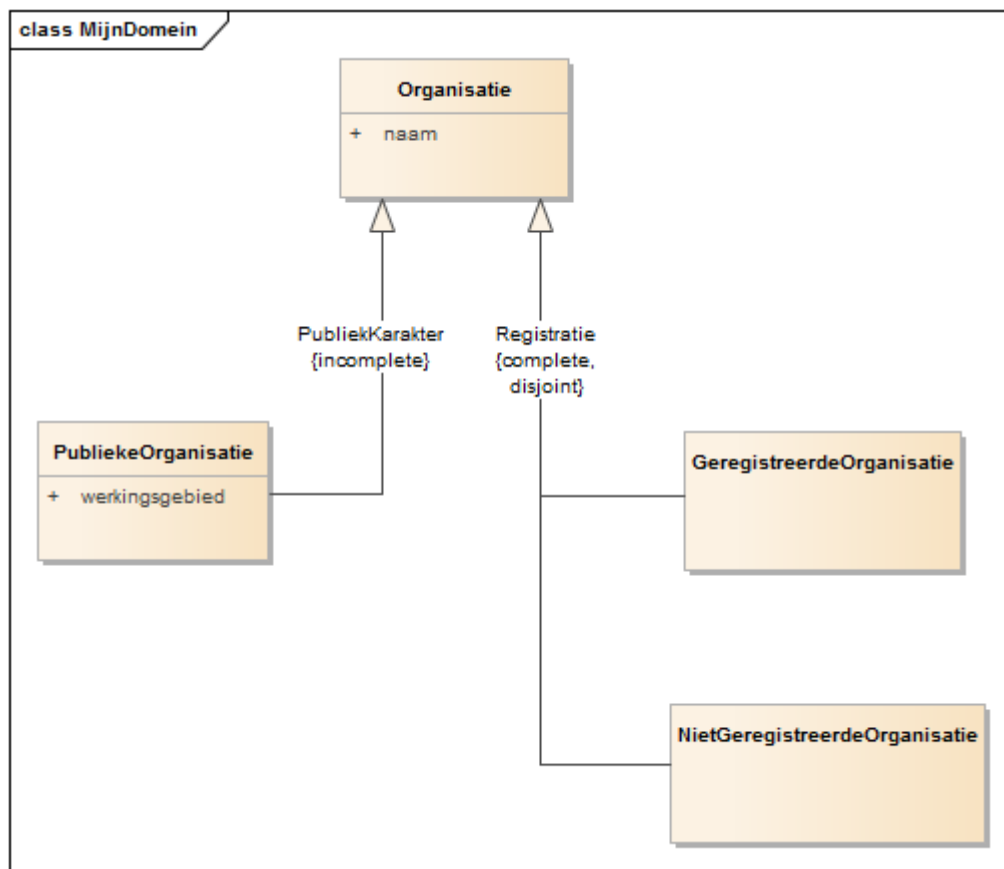 class MijnDomein
Organisatie
+ naam
PubliekKarakter
{incomplete}
Registratie
{complete,
disjoint}
PubliekeOrganisatie
+ werkingsgebied
GeregistreerdeOrganisatie
NietGeregistreerdeOrganisatie